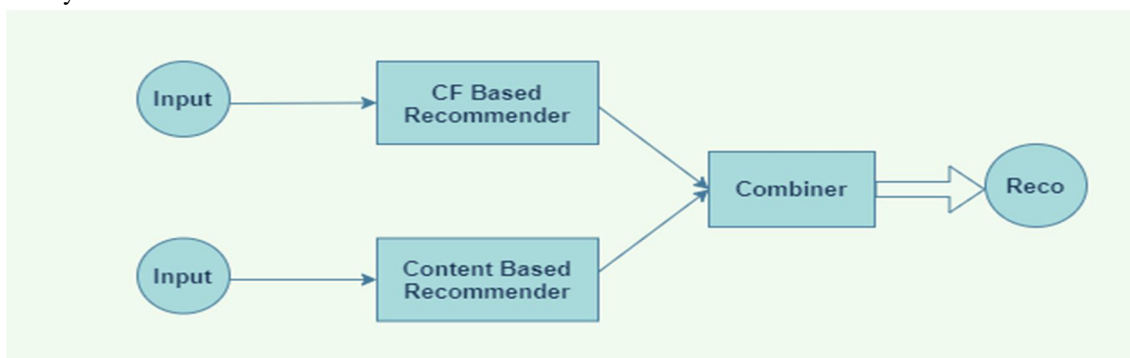 Input
CF Based
Recommender
Combiner
Reco
Input
Content Based
Recommender